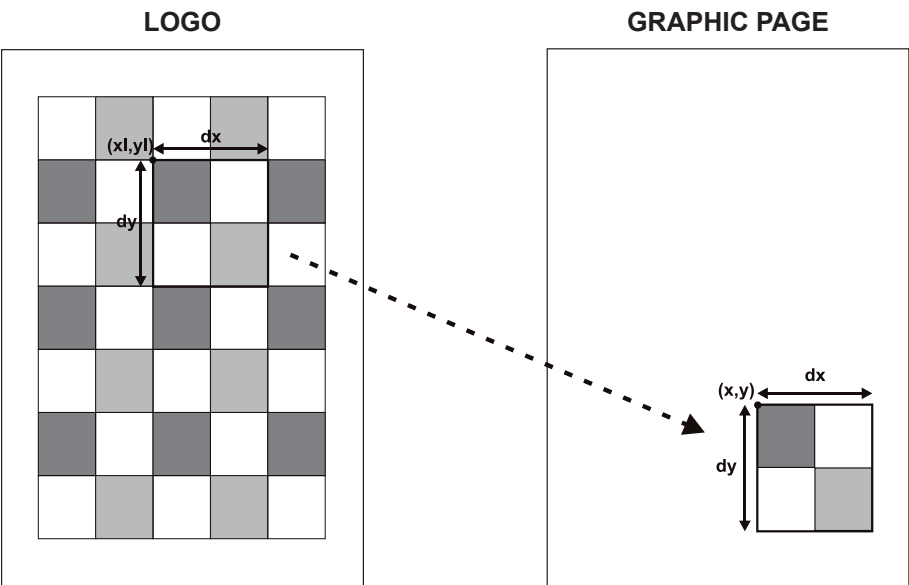 LOGO
GRAPHIC PAGE
(xl,yl)
dx
dy
(x,y)
dx
dy